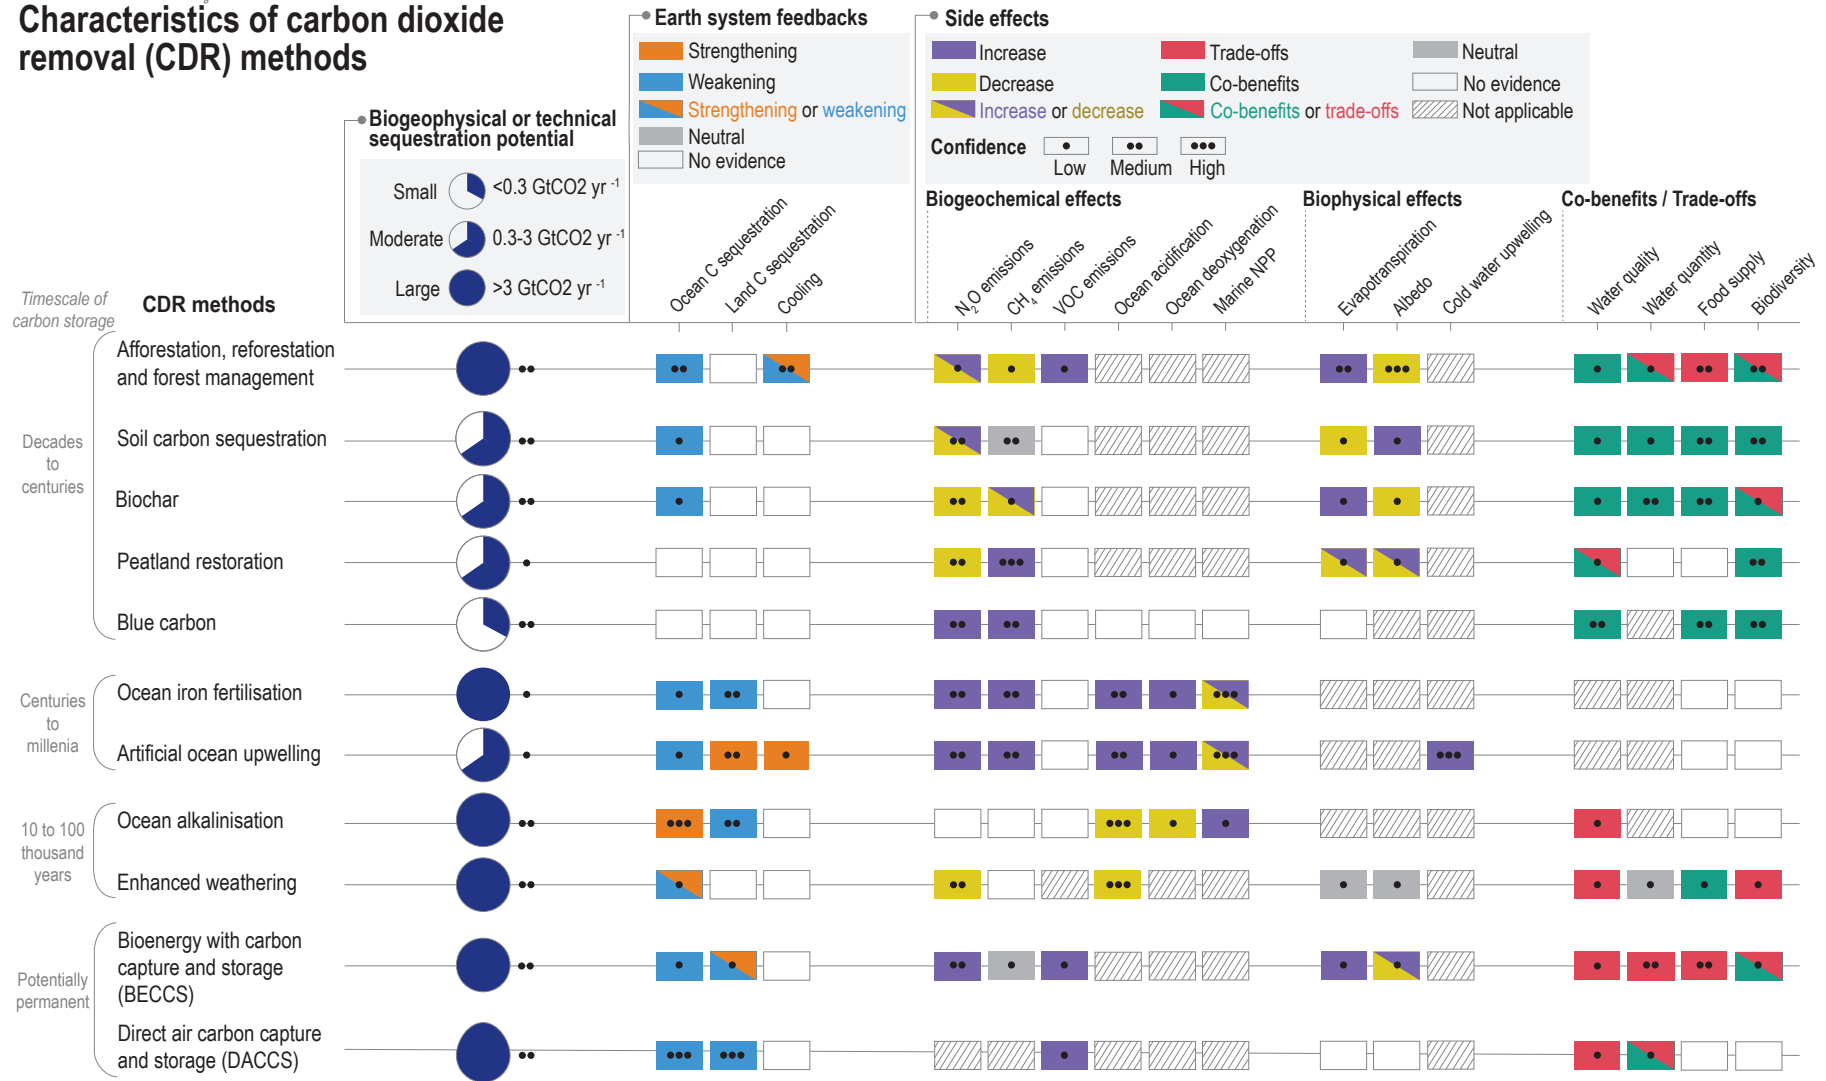 Characteristics of carbon dioxide
removal (CDR) methods
Biogeophysical or technical
sequestration potential
Small <0.3 GtCO2 yr -1
Moderate 0.3-3 GtCO2 yr -1
Large >3 GtCO2 yr -1
Earth system feedbacks
Strengthening
Weakening
Strengthening or weakening
Neutral
No evidence
Side effects
Increase Trade-offs Neutral
Decrease Co-benefits No evidence
Increase or decrease Co-benefits or trade-offs Not applicable
Confidence
Low Medium High
Biogeochemical effects Biophysical effects Co-benefits / Trade-offs
Ocean C sequestration
Land C sequestration
Cooling
N2O emissions
CH4 emissions
VOC emissions
Ocean acidification
Ocean deoxygenation
Marine NPP
Evapotranspiration
Albedo
Cold water upwelling
Water quality
Water quantity
Food supply
Biodiversity
Timescale of
carbon storage
CDR methods
Decades
to
centuries
Afforestation, reforestation
and forest management
Soil carbon sequestration
Biochar
Peatland restoration
Blue carbon
Centuries
to
millenia
Ocean iron fertilisation
Artificial ocean upwelling
10 to 100
thousand
years
Ocean alkalinisation
Enhanced weathering
Potentially
permanent
Bioenergy with carbon
capture and storage
(BECCS)
Direct air carbon capture
and storage (DACCS)